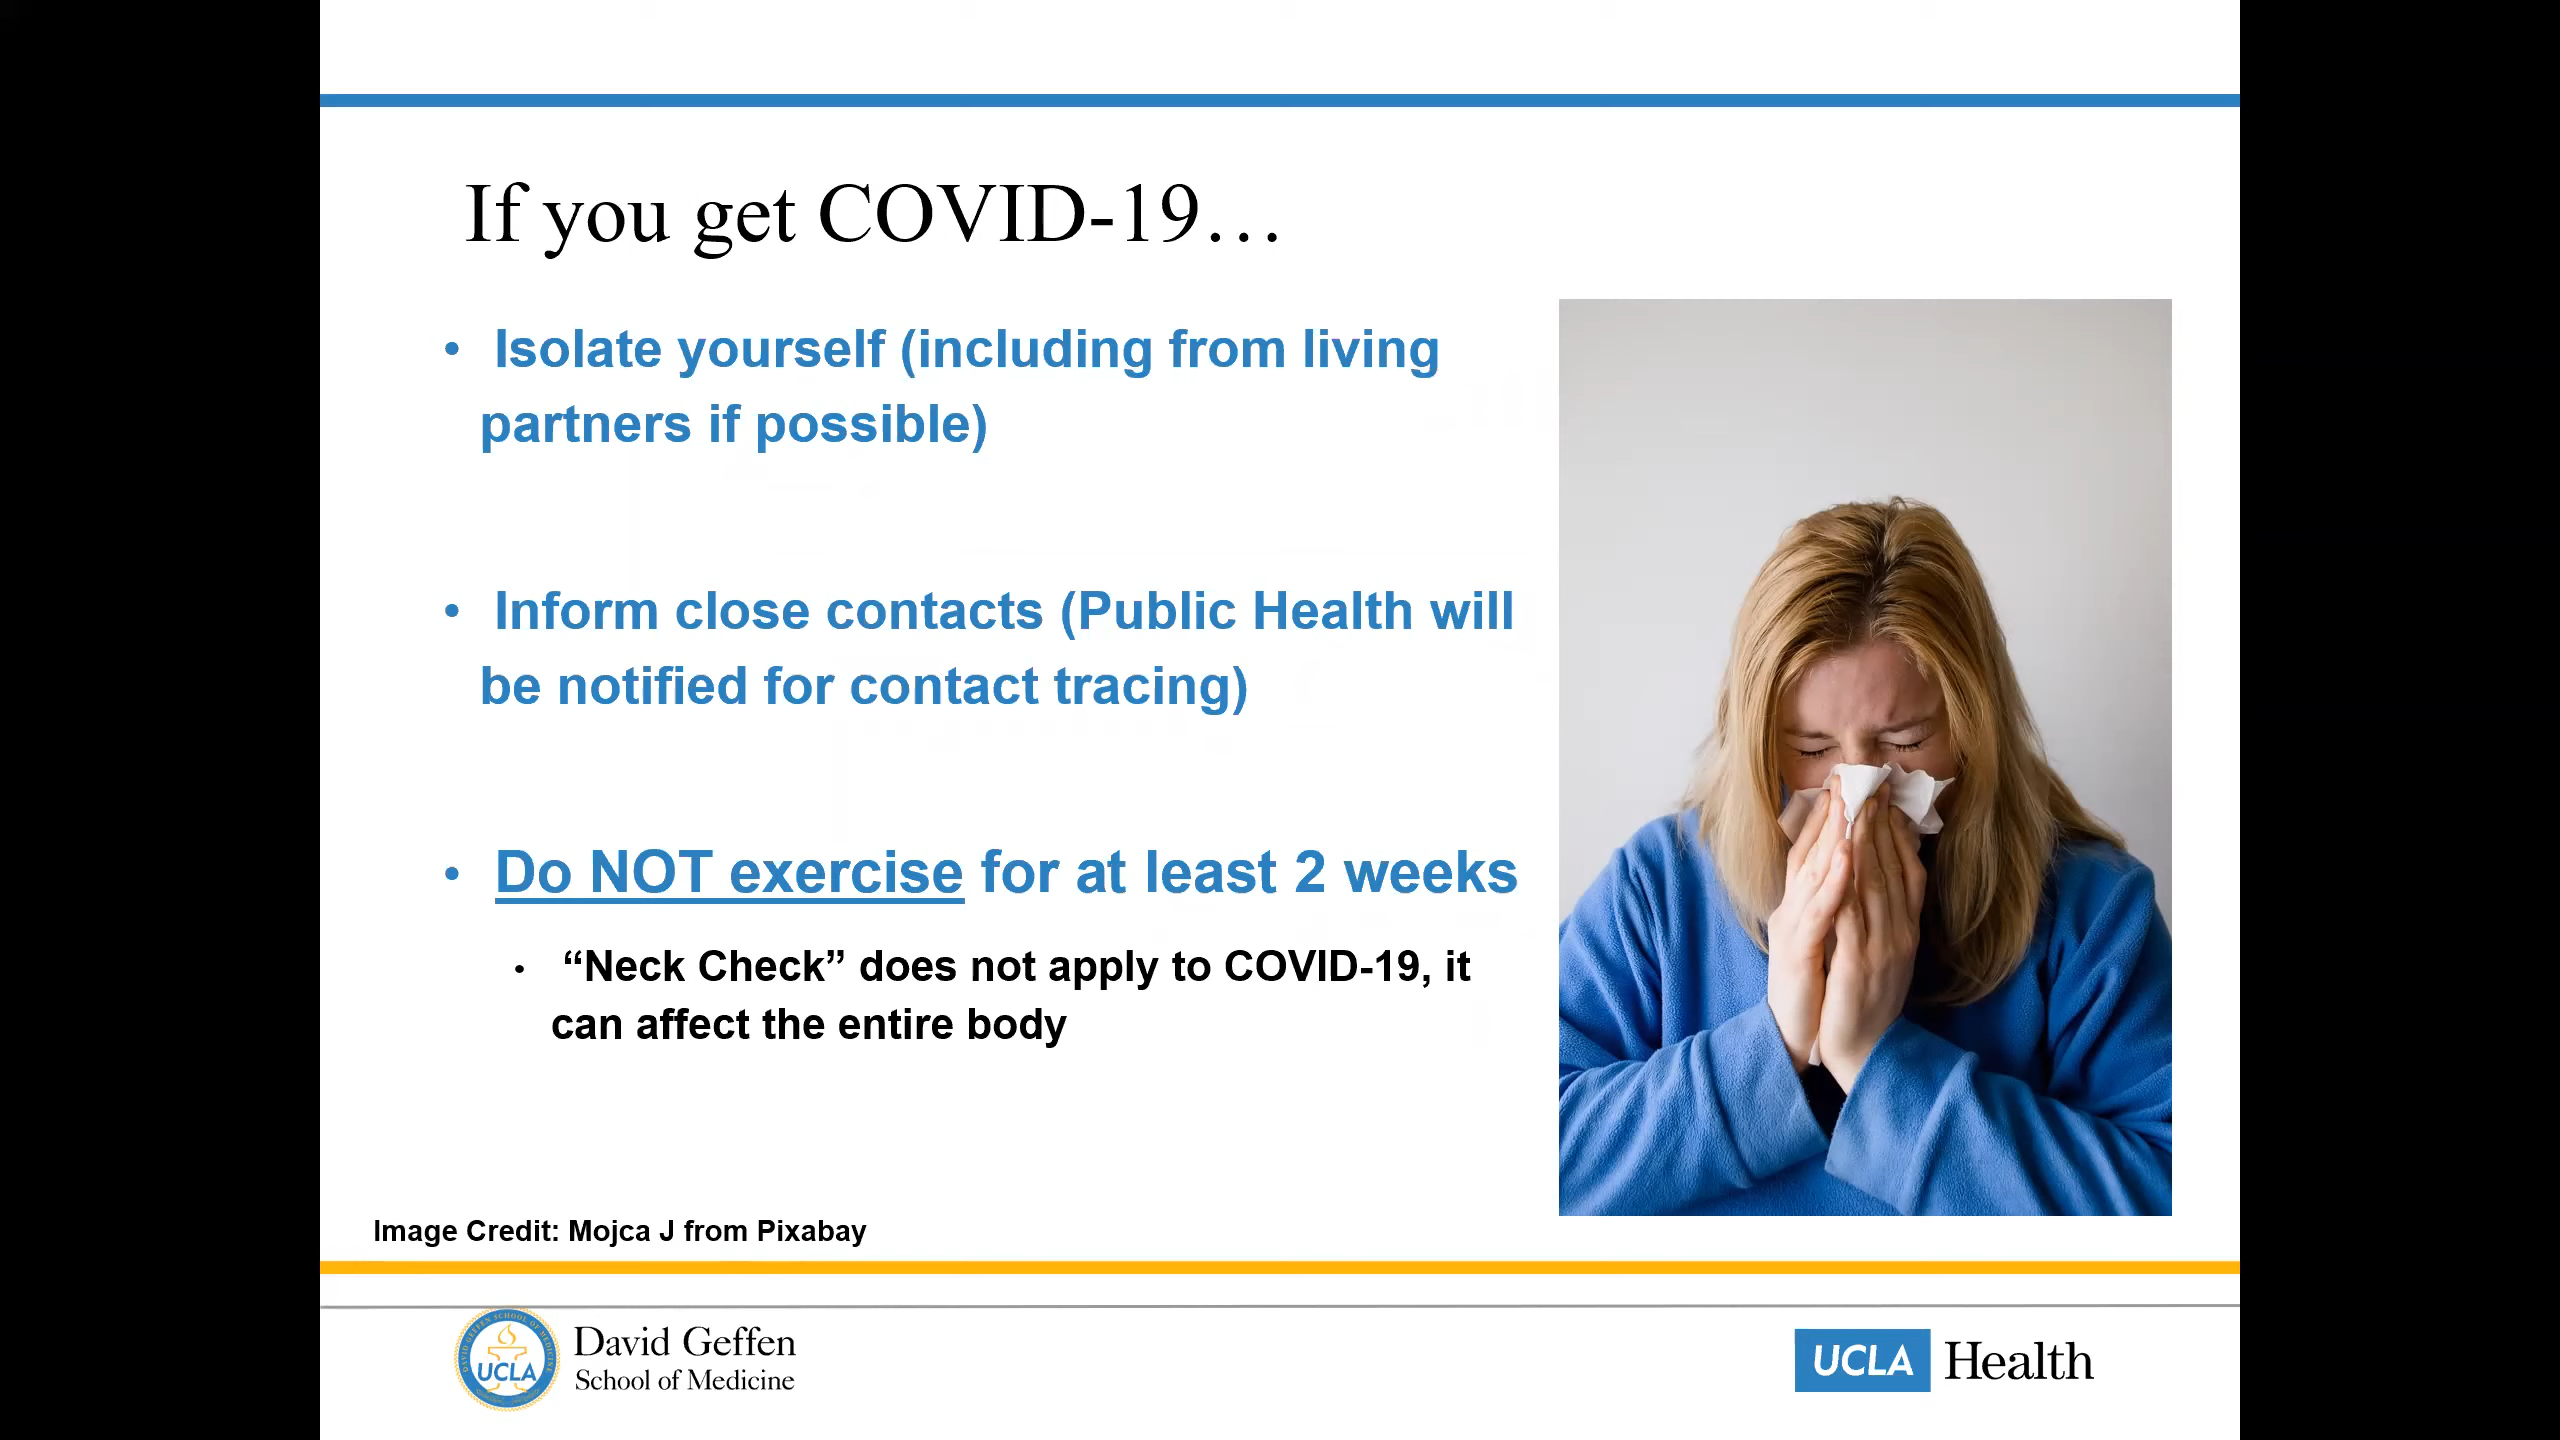 If you get COVID-19…
• Isolate yourself (including from living
partners if possible)
• Inform close contacts (Public Health will
be notified for contact tracing)
• Do NOT exercise for at least 2 weeks
• “Neck Check” does not apply to COVID-19, it
can affect the entire body
Image Credit: Mojca J from Pixabay
UCLA
David Geffen
School of Medicine
UCLA Health